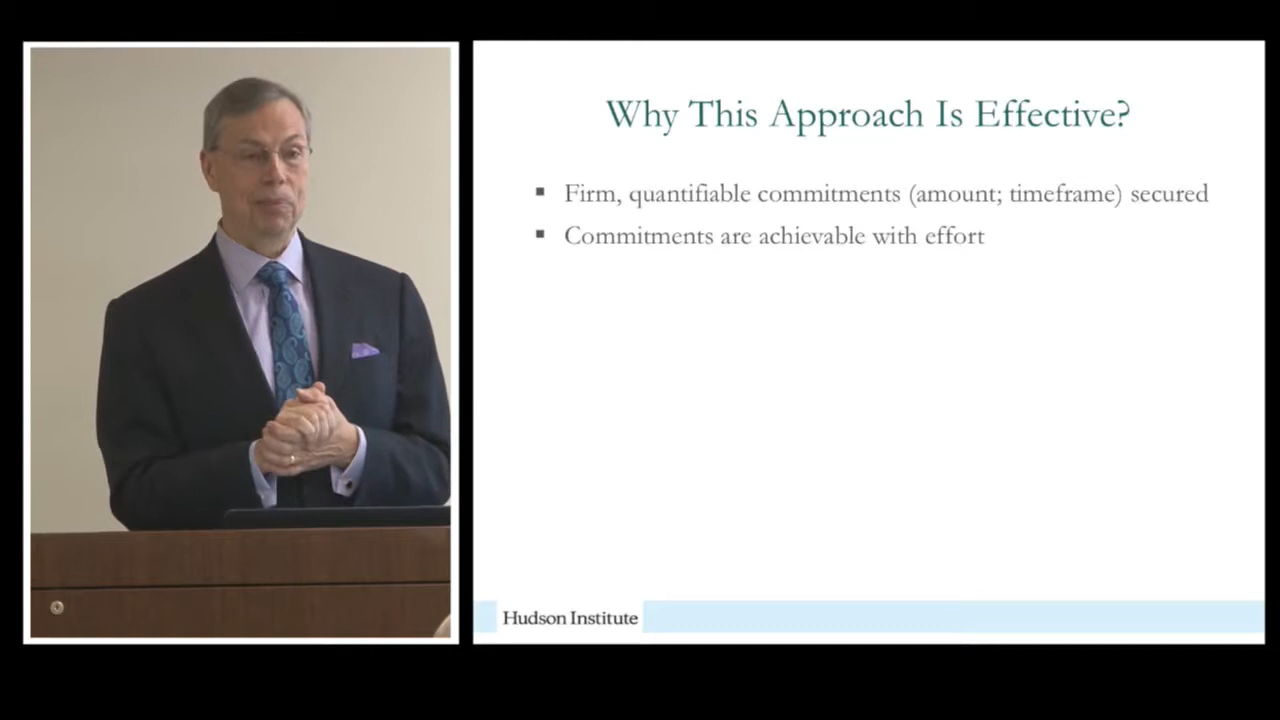 Why This Approach Is Effective?
Firm, quantifiable commitments (amount; timeframe) secured
Commitments are achievable with effort
Hudson Institute